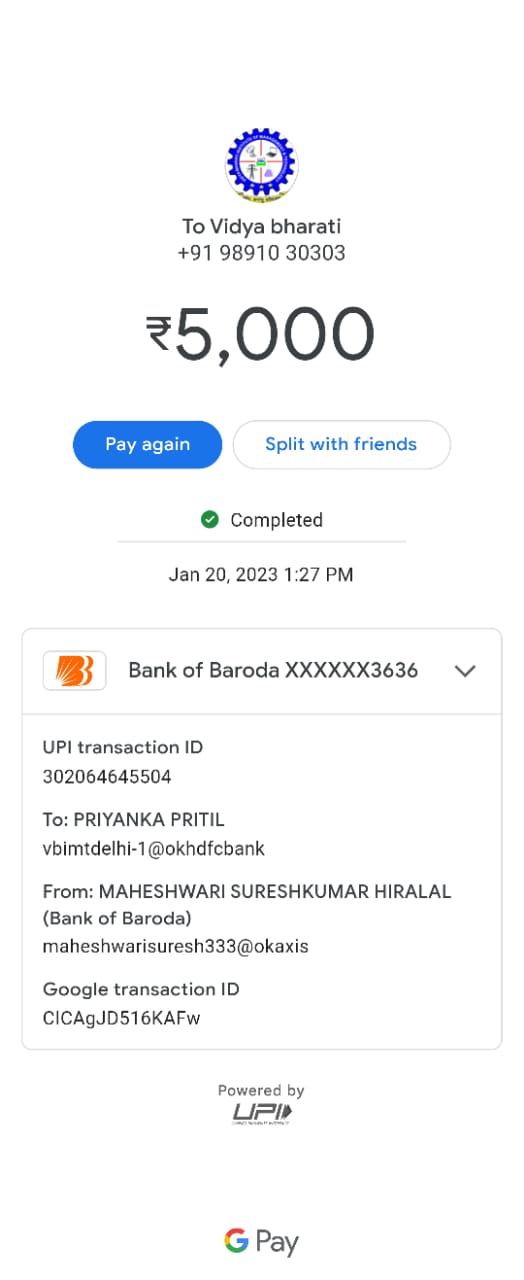 To Vidya bharati
+91 98910 30303
₹5,000
Pay again
Split with friends
Completed
Jan 20, 2023 1:27 PM
Bank of Baroda XXXXXX3636
UPI transaction ID
302064645504
To: PRIYANKA PRITIL
vbimtdelhi-1@okhdfcbank
From: MAHESHWARI SURESHKUMAR HIRALAL
(Bank of Baroda)
maheshwarisuresh333@okaxis
Google transaction ID
CICAgJD516KAFw
Powered by
UPI
G Pay